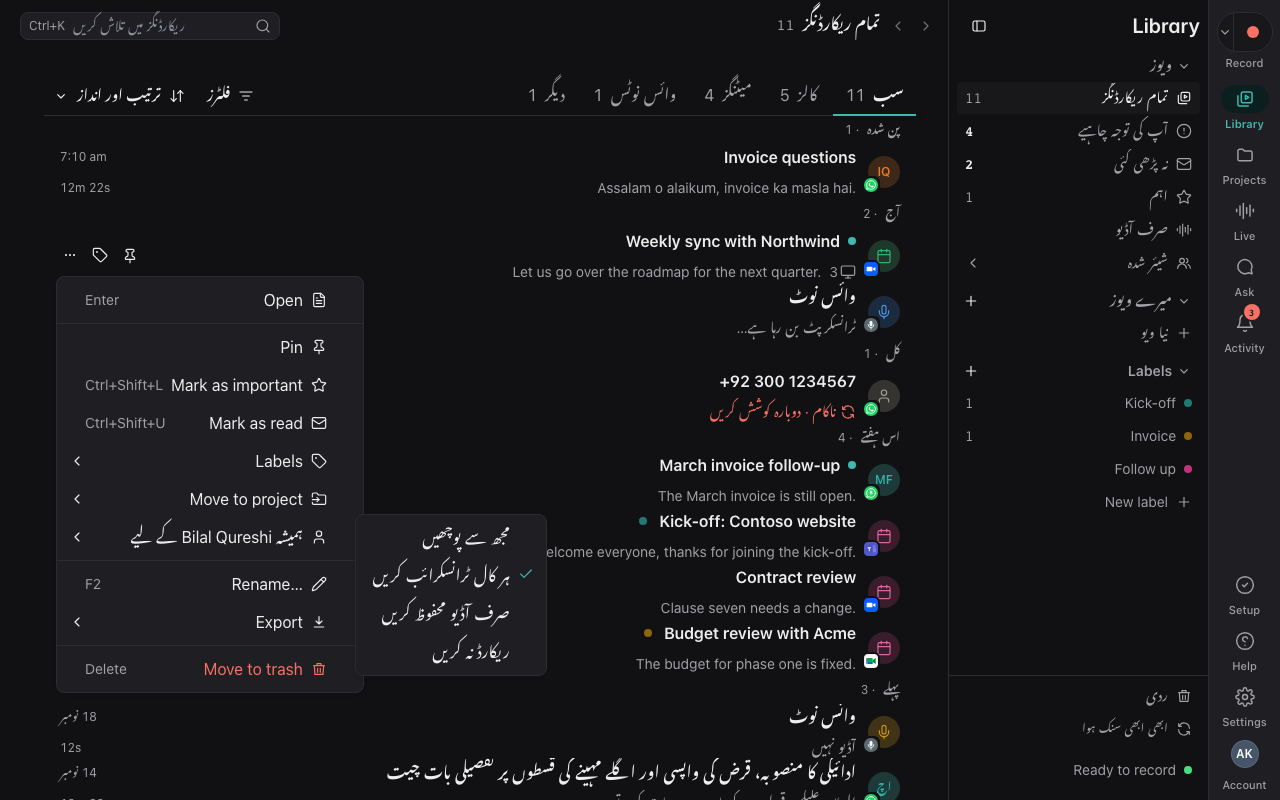 Record
Library
Projects
Live
Ask
3
Activity
Setup
Help
Settings
AK
Account
Library
ویوز
تمام ریکارڈنگز 11
آپ کی توجہ چاہیے 4
نہ پڑھی گئی 2
اہم 1
صرف آڈیو
شیئر شدہ
میرے ویوز
نیا ویو
Labels
Kick-off 1
Invoice 1
Follow up
New label
ردی
ابھی ابھی سنک ہوا
Ready to record
تمام ریکارڈنگز 11
ریکارڈنگز میں تلاش کریں Ctrl+K
سب 11
کالز 5
میٹنگز 4
وائس نوٹس 1
دیگر 1
فلٹرز
ترتیب اور انداز
پن شدہ · 1
IQ
Invoice questions
7:10 am
Assalam o alaikum, invoice ka masla hai.
12m 22s
آج · 2
Weekly sync with Northwind
Let us go over the roadmap for the next quarter. 3
وائس نوٹ
ٹرانسکرپٹ بن رہا ہے...
کل · 1
+92 300 1234567
ناکام · دوبارہ کوشش کریں
اس ہفتے · 4
MF
March invoice follow-up
The March invoice is still open.
Kick-off: Contoso website
elcome everyone, thanks for joining the kick-off.
Contract review
Clause seven needs a change.
Budget review with Acme
The budget for phase one is fixed.
پہلے · 3
وائس نوٹ
18 نومبر
آڈیو نہیں
12s
اچ
ادائیگی کا منصوبہ، قرض کی واپسی اور اگلے مہینے کی قسطوں پر تفصیلی بات چیت
14 نومبر
Open Enter
Pin
Mark as important Ctrl+Shift+L
Mark as read Ctrl+Shift+U
Labels
Move to project
ہمیشہ Bilal Qureshi کے لیے
Rename... F2
Export
Move to trash Delete
مجھ سے پوچھیں
ہر کال ٹرانسکرائب کریں
صرف آڈیو محفوظ کریں
ریکارڈ نہ کریں